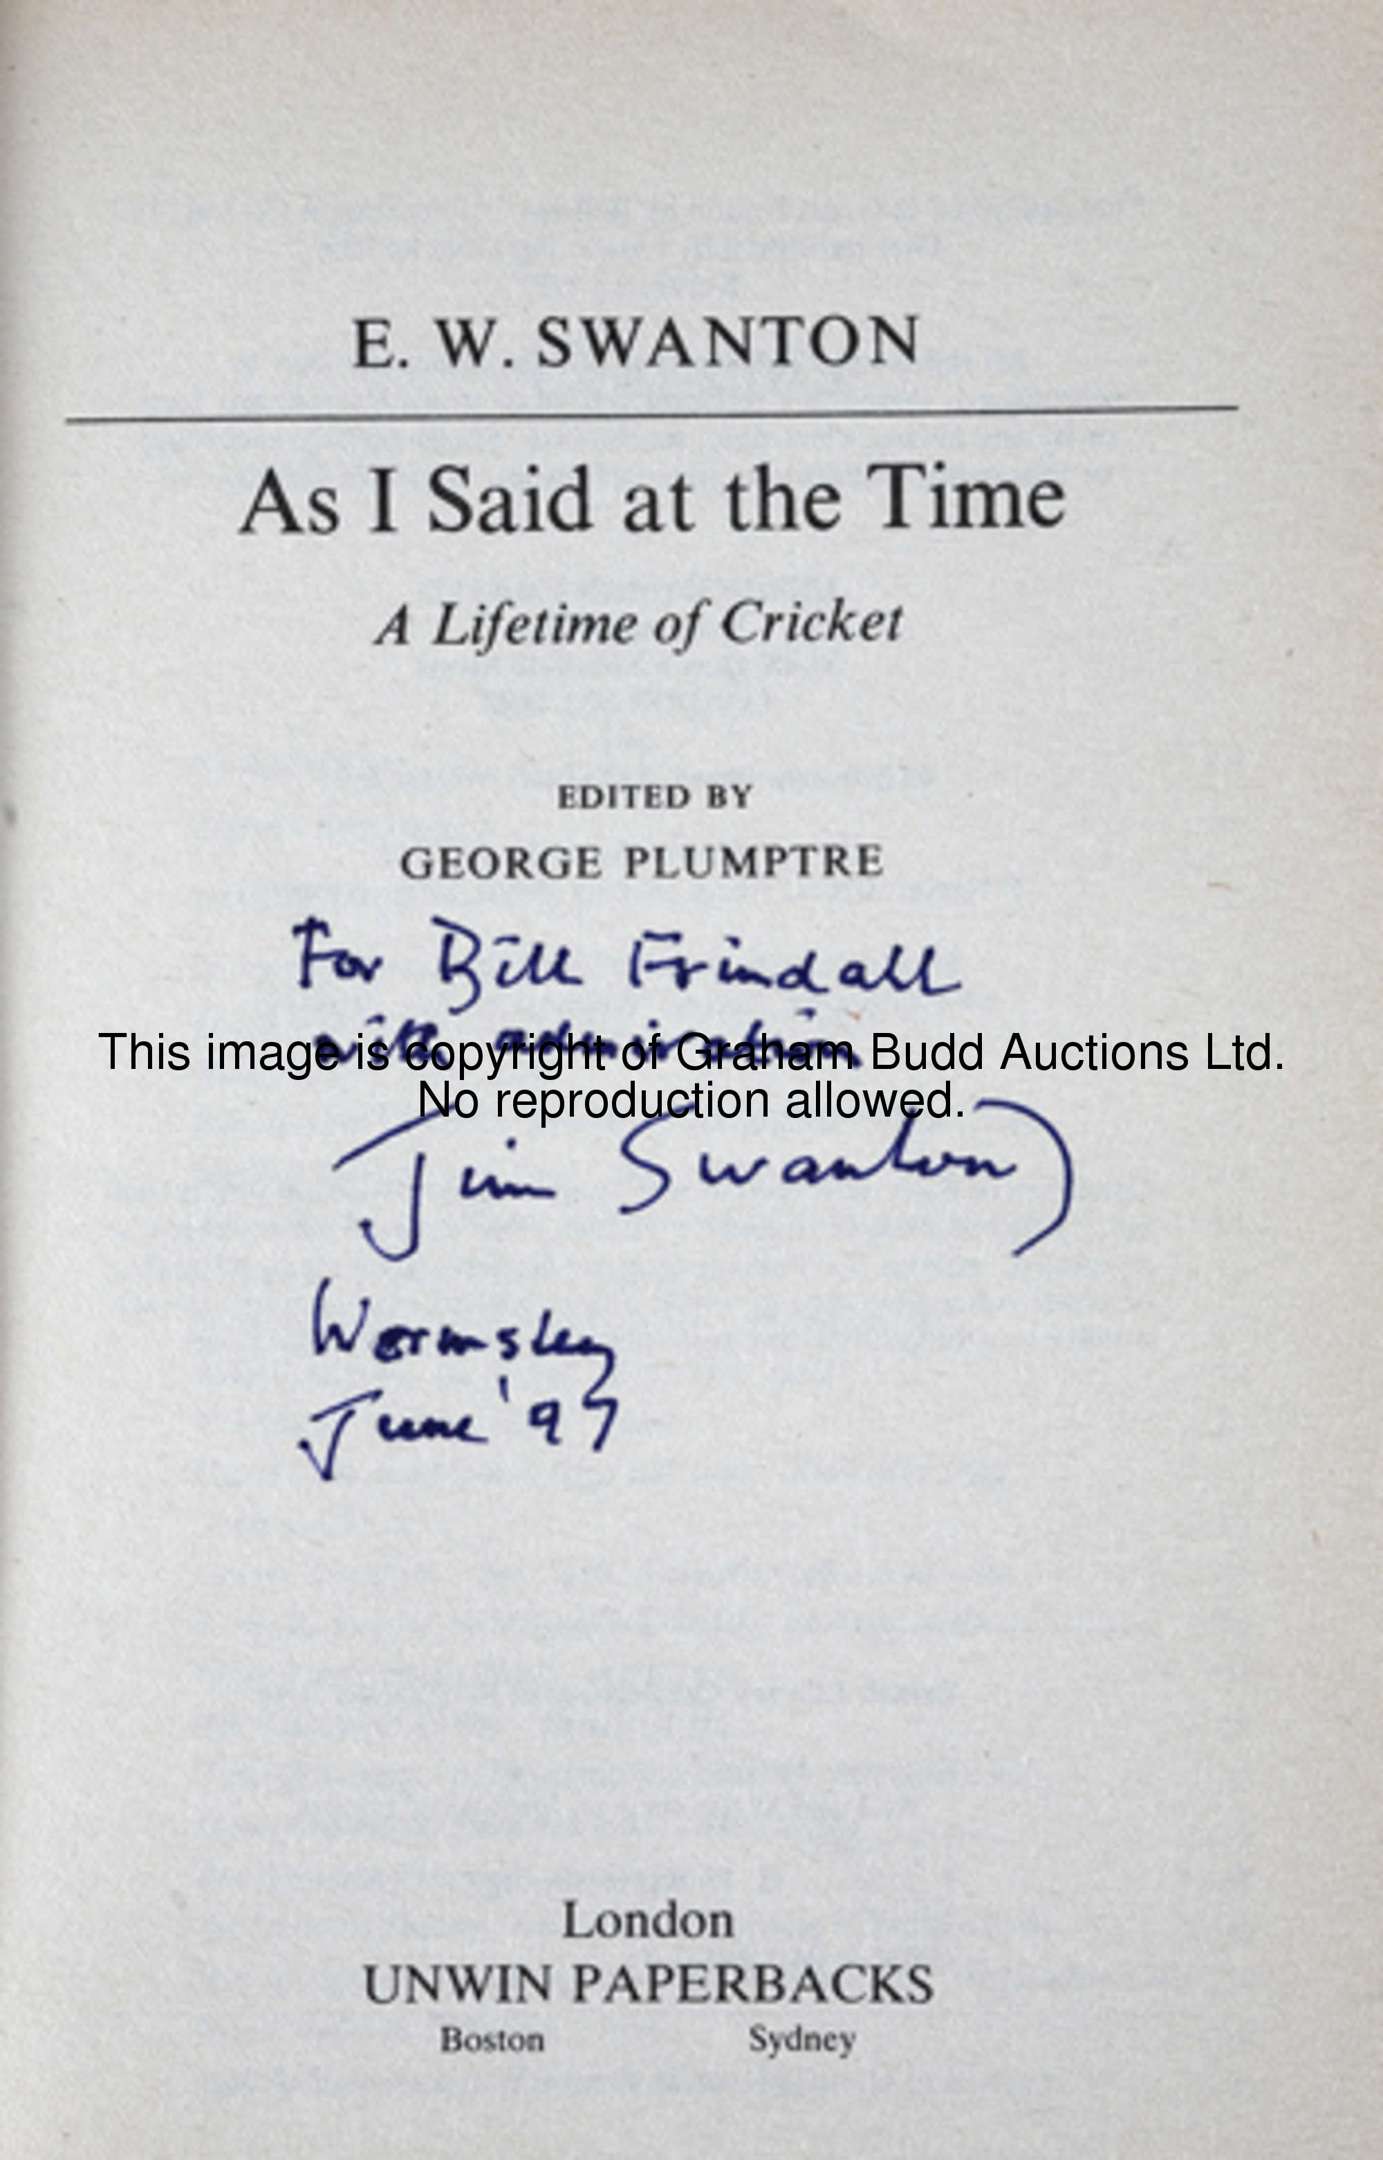 E. W. SWANTON
As I Said at the Time
A Lifetime of Cricket
EDITED BY
GEORGE PLUMPTRE
For Bill Frindall
with admiration
This image is copyright of Graham Budd Auctions Ltd.
No reproduction allowed.
Jim Swanton
Wormsley
June '97
London
UNWIN PAPERBACKS
Boston Sydney